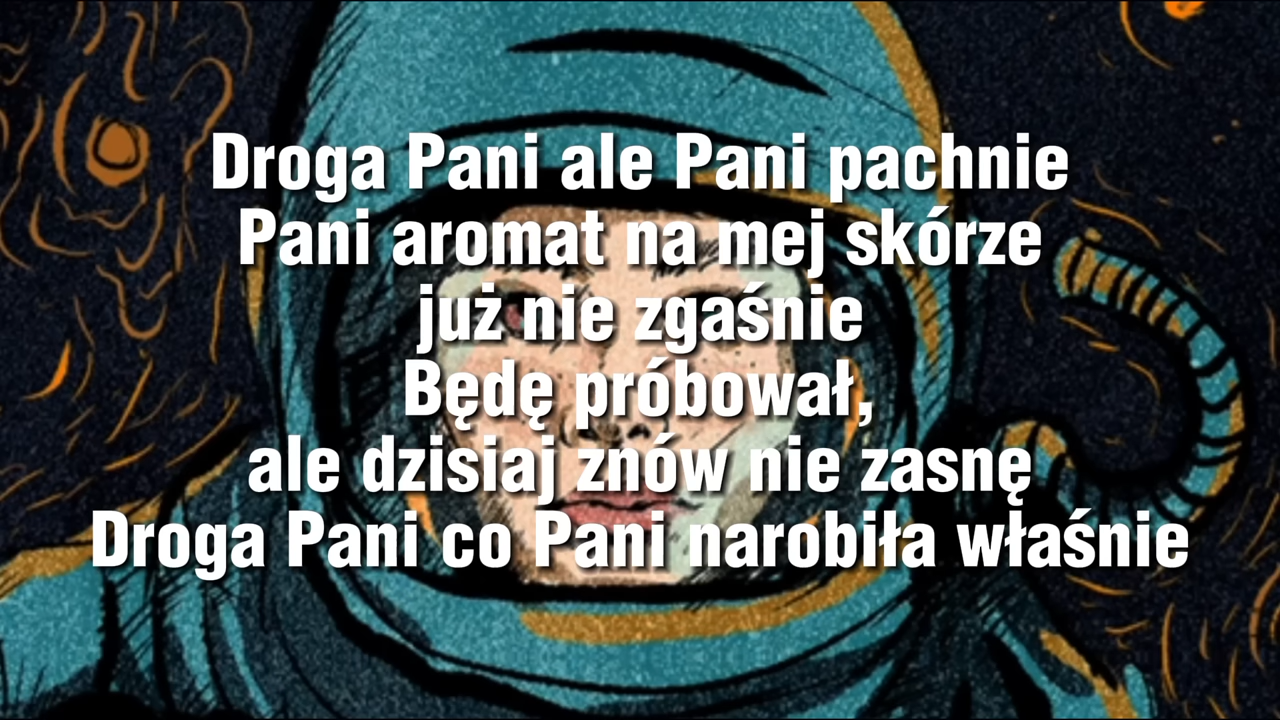 Droga Pani ale Pani pachnie
Pani aromat na mej skórze
już nie zgaśnie
Będę próbował,
ale dzisiaj znów nie zasnę
Droga Pani co Pani narobiła właśnie